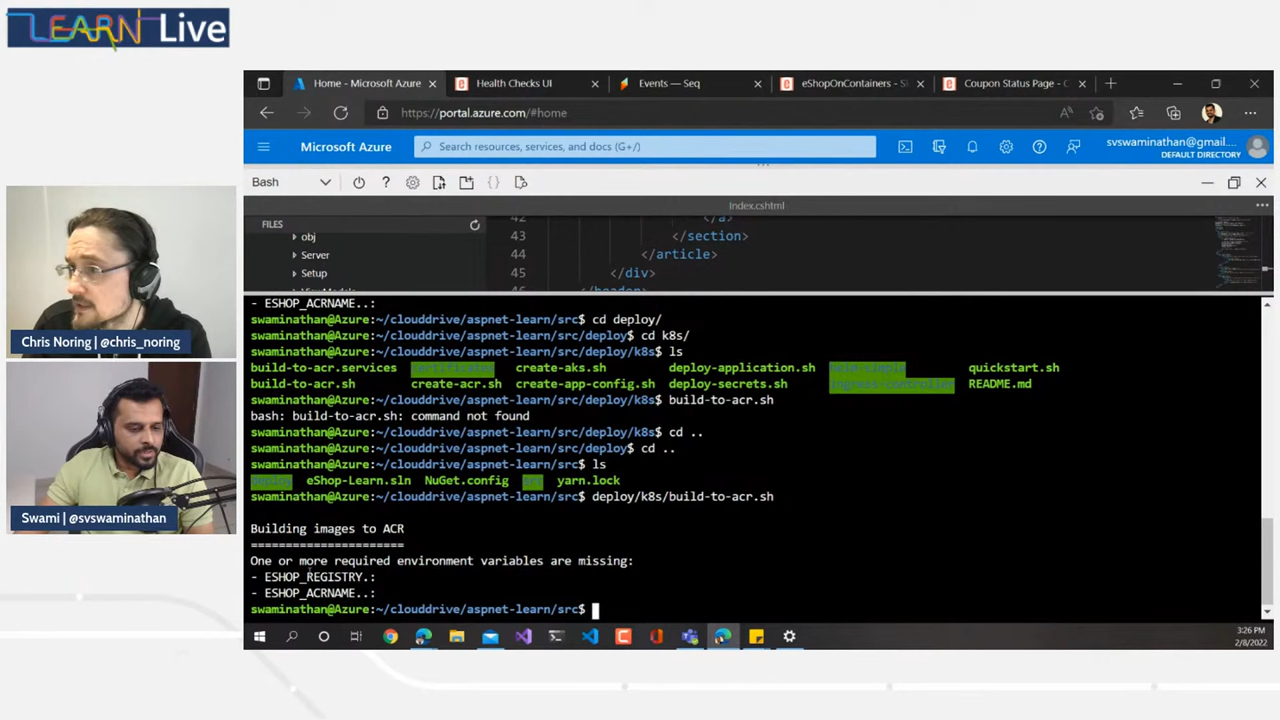 LEARN Live
Home - Microsoft Azure
Health Checks UI
Events — Seq
eShopOnContainers - S
Coupon Status Page - C
https://portal.azure.com/#home
Microsoft Azure
Search resources, services, and docs (G+/)
svswaminathan@gmail....
DEFAULT DIRECTORY
Bash
Index.cshtml
FILES
obj
Server
Setup
42 </a>
43 </section>
44 </article>
45 </div>
46 </header>
- ESHOP_ACRNAME..:
swaminathan@Azure:~/clouddrive/aspnet-learn/src$ cd deploy/
swaminathan@Azure:~/clouddrive/aspnet-learn/src/deploy$ cd k8s/
swaminathan@Azure:~/clouddrive/aspnet-learn/src/deploy/k8s$ ls
build-to-acr.services certificates create-aks.sh deploy-application.sh helm-simple quickstart.sh
build-to-acr.sh create-acr.sh create-app-config.sh deploy-secrets.sh ingress-controller README.md
swaminathan@Azure:~/clouddrive/aspnet-learn/src/deploy/k8s$ build-to-acr.sh
bash: build-to-acr.sh: command not found
swaminathan@Azure:~/clouddrive/aspnet-learn/src/deploy/k8s$ cd ..
swaminathan@Azure:~/clouddrive/aspnet-learn/src/deploy$ cd ..
swaminathan@Azure:~/clouddrive/aspnet-learn/src$ ls
deploy eShop-Learn.sln NuGet.config src yarn.lock
swaminathan@Azure:~/clouddrive/aspnet-learn/src$ deploy/k8s/build-to-acr.sh
Building images to ACR
======================
One or more required environment variables are missing:
- ESHOP_REGISTRY.:
- ESHOP_ACRNAME..:
swaminathan@Azure:~/clouddrive/aspnet-learn/src$
Chris Noring | @chris_noring
Swami | @svswaminathan
3:26 PM
2/8/2022